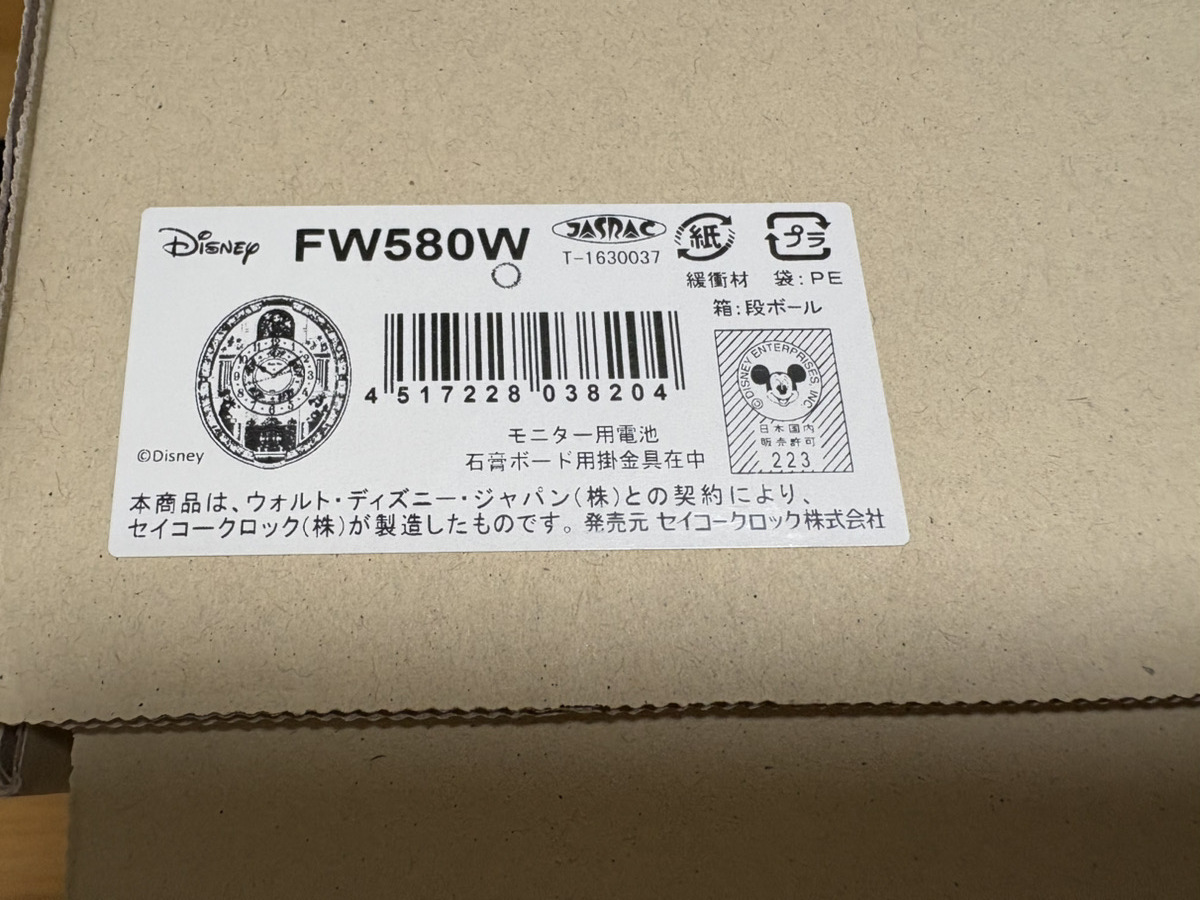 Disney FW580W
JASRAC
T-1630037
紙 プラ
緩衝材 袋:PE
箱:段ボール
4 517228 038204
©DISNEY ENTERPRISES, INC
日本国内
販売許可
223
モニター用電池
石膏ボード用掛金具在中
©Disney
本商品は、ウォルト・ディズニー・ジャパン(株)との契約により、
セイコークロック(株)が製造したものです。発売元 セイコークロック株式会社